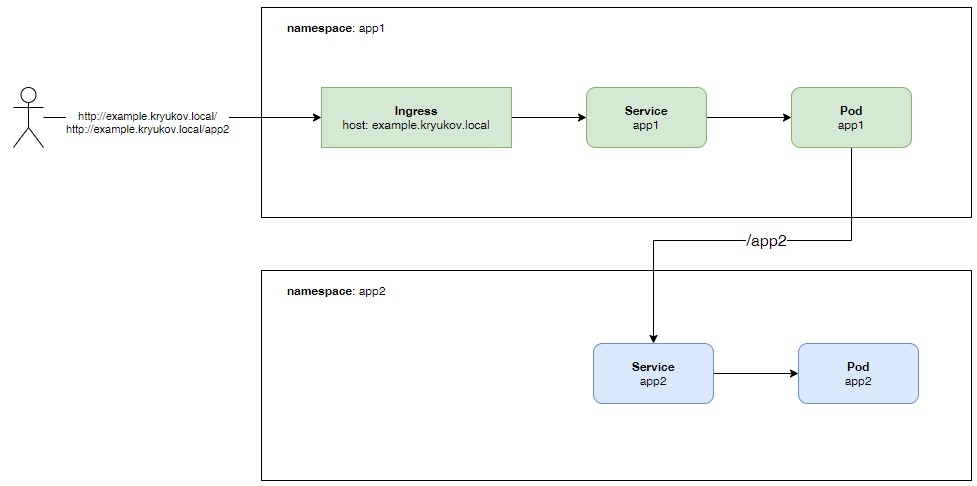 namespace: app1
http://example.kryukov.local/
http://example.kryukov.local/app2
Ingress
host: example.kryukov.local
Service
app1
Pod
app1
/app2
namespace: app2
Service
app2
Pod
app2